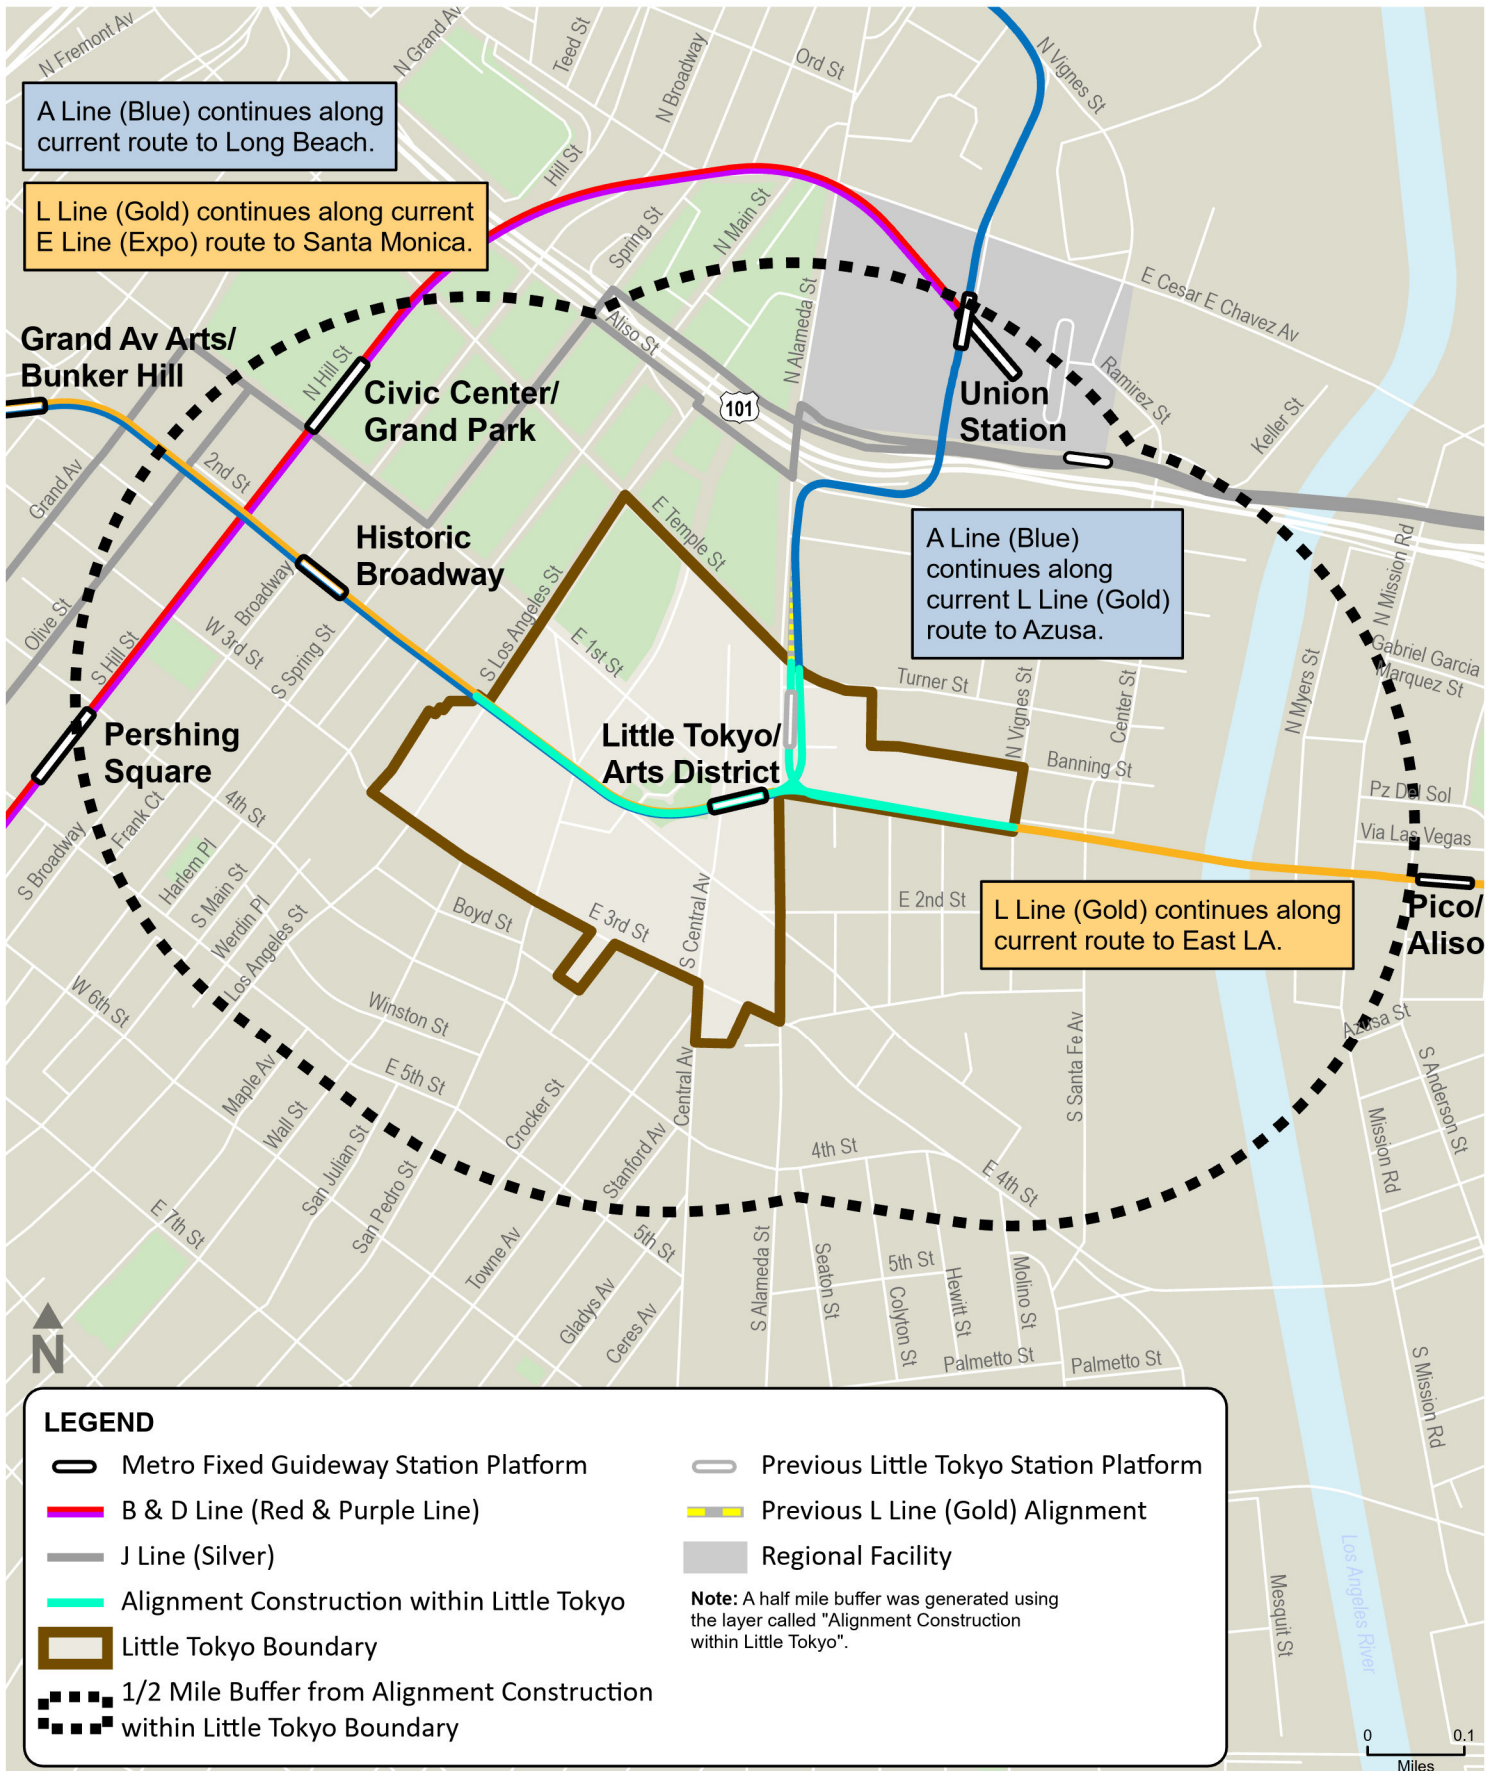 N Fremont Av
N Grand Av
Teed St
N Broadway
Ord St
N Vignes St
A Line (Blue) continues along
current route to Long Beach.
Hill St
L Line (Gold) continues along current
E Line (Expo) route to Santa Monica.
Spring St
N Main St
N Alameda St
E Cesar E Chavez Av
Aliso St
Grand Av Arts/
Bunker Hill
N Hill St
Civic Center/
Grand Park
101
Union
Station
Ramirez St
Keller St
Grand Av
2nd St
E Temple St
Historic
Broadway
A Line (Blue)
continues along
current L Line (Gold)
route to Azusa.
N Mission Rd
Olive St
S Hill St
Broadway
W 3rd St
S Spring St
S Los Angeles St
E 1st St
Turner St
N Vignes St
Center St
N Myers St
Gabriel Garcia
Marquez St
Pershing
Square
Little Tokyo/
Arts District
Banning St
Pz Del Sol
Via Las Vegas
S Broadway
Frank Ct
4th St
Harlem Pl
S Main St
Werdin Pl
Los Angeles St
Boyd St
E 3rd St
S Central Av
E 2nd St
L Line (Gold) continues along
current route to East LA.
Pico/
Aliso
W 6th St
Winston St
E 5th St
Maple Av
Wall St
San Julian St
San Pedro St
Crocker St
Stanford Av
Central Av
S Santa Fe Av
Azusa St
S Anderson St
Mission Rd
4th St
E 4th St
E 7th St
Towne Av
5th St
Gladys Av
Ceres Av
S Alameda St
Seaton St
5th St
Colyton St
Hewitt St
Molino St
Palmetto St
Palmetto St
S Mission Rd
N
LEGEND
Metro Fixed Guideway Station Platform
B & D Line (Red & Purple Line)
J Line (Silver)
Alignment Construction within Little Tokyo
Little Tokyo Boundary
1/2 Mile Buffer from Alignment Construction
within Little Tokyo Boundary
Previous Little Tokyo Station Platform
Previous L Line (Gold) Alignment
Regional Facility
Note: A half mile buffer was generated using
the layer called "Alignment Construction
within Little Tokyo".
Mesquit St
Los Angeles River
0 0.1
Miles